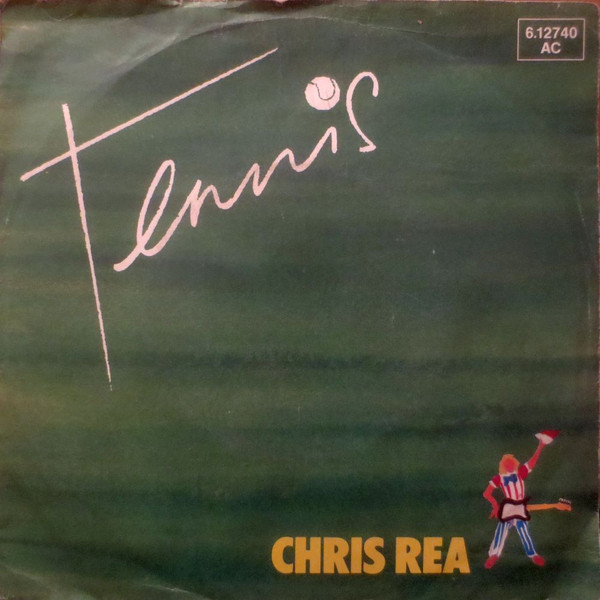 6.12740
AC
Tennis
CHRIS REA